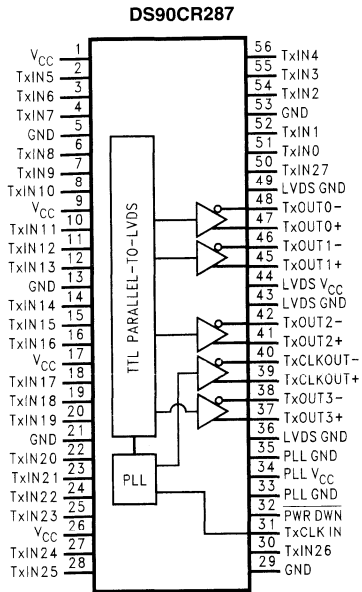 DS90CR287
VCC 1
TxIN5 2
TxIN6 3
TxIN7 4
GND 5
TxIN8 6
TxIN9 7
TxIN10 8
VCC 9
TxIN11 10
TxIN12 11
TxIN13 12
GND 13
TxIN14 14
TxIN15 15
TxIN16 16
VCC 17
TxIN17 18
TxIN18 19
TxIN19 20
GND 21
TxIN20 22
TxIN21 23
TxIN22 24
TxIN23 25
VCC 26
TxIN24 27
TxIN25 28
TTL PARALLEL-TO-LVDS
PLL
56 TxIN4
55 TxIN3
54 TxIN2
53 GND
52 TxIN1
51 TxIN0
50 TxIN27
49 LVDS GND
48 TxOUT0-
47 TxOUT0+
46 TxOUT1-
45 TxOUT1+
44 LVDS VCC
43 LVDS GND
42 TxOUT2-
41 TxOUT2+
40 TxCLKOUT-
39 TxCLKOUT+
38 TxOUT3-
37 TxOUT3+
36 LVDS GND
35 PLL GND
34 PLL VCC
33 PLL GND
32 PWR DWN
31 TxCLK IN
30 TxIN26
29 GND